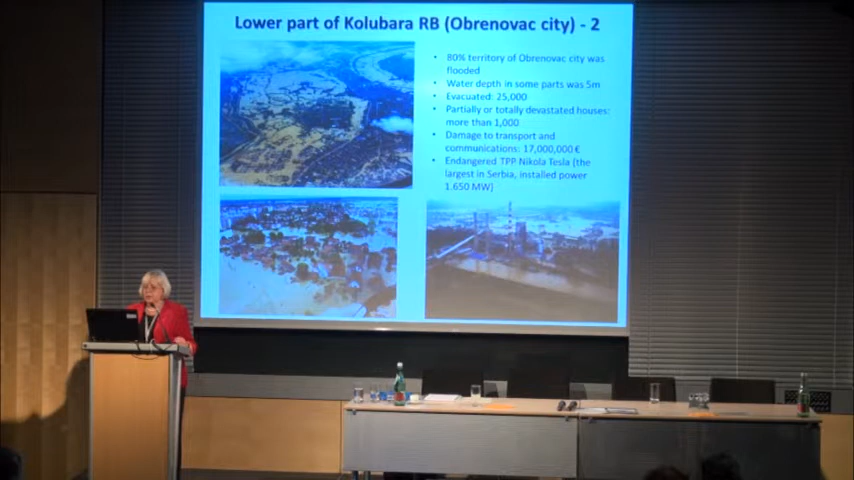 Lower part of Kolubara RB (Obrenovac city) - 2
• 80% territory of Obrenovac city was
flooded
• Water depth in some parts was 5m
• Evacuated: 25,000
• Partially or totally devastated houses:
more than 1,000
• Damage to transport and
communications: 17,000,000 €
• Endangered TPP Nikola Tesla (the
largest in Serbia, installed power
1.650 MW)